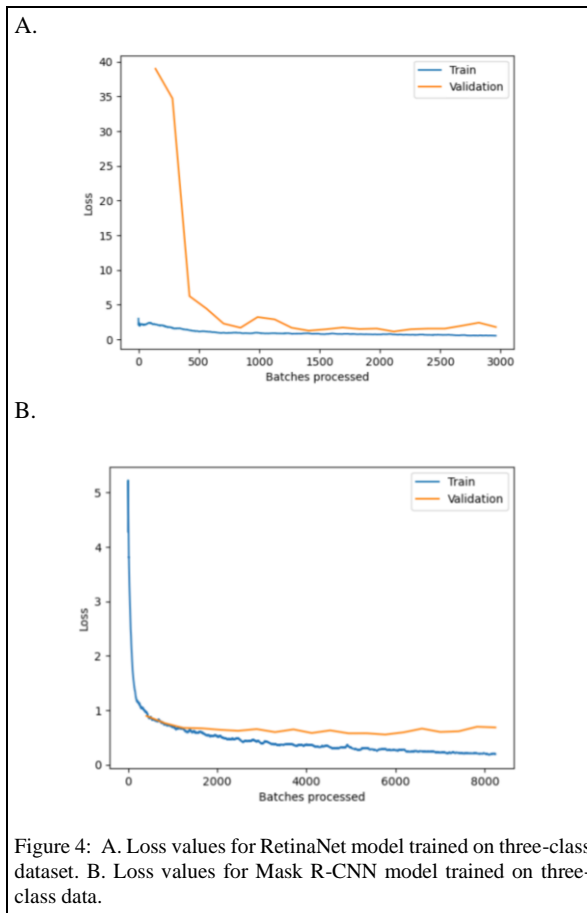 A.
40
35
30
25
20
15
10
5
0
Loss
Train
Validation
0 500 1000 1500 2000 2500 3000
Batches processed
B.
5
4
3
2
1
0
Loss
Train
Validation
0 2000 4000 6000 8000
Batches processed
Figure 4: A. Loss values for RetinaNet model trained on three-class
dataset. B. Loss values for Mask R-CNN model trained on three-
class data.